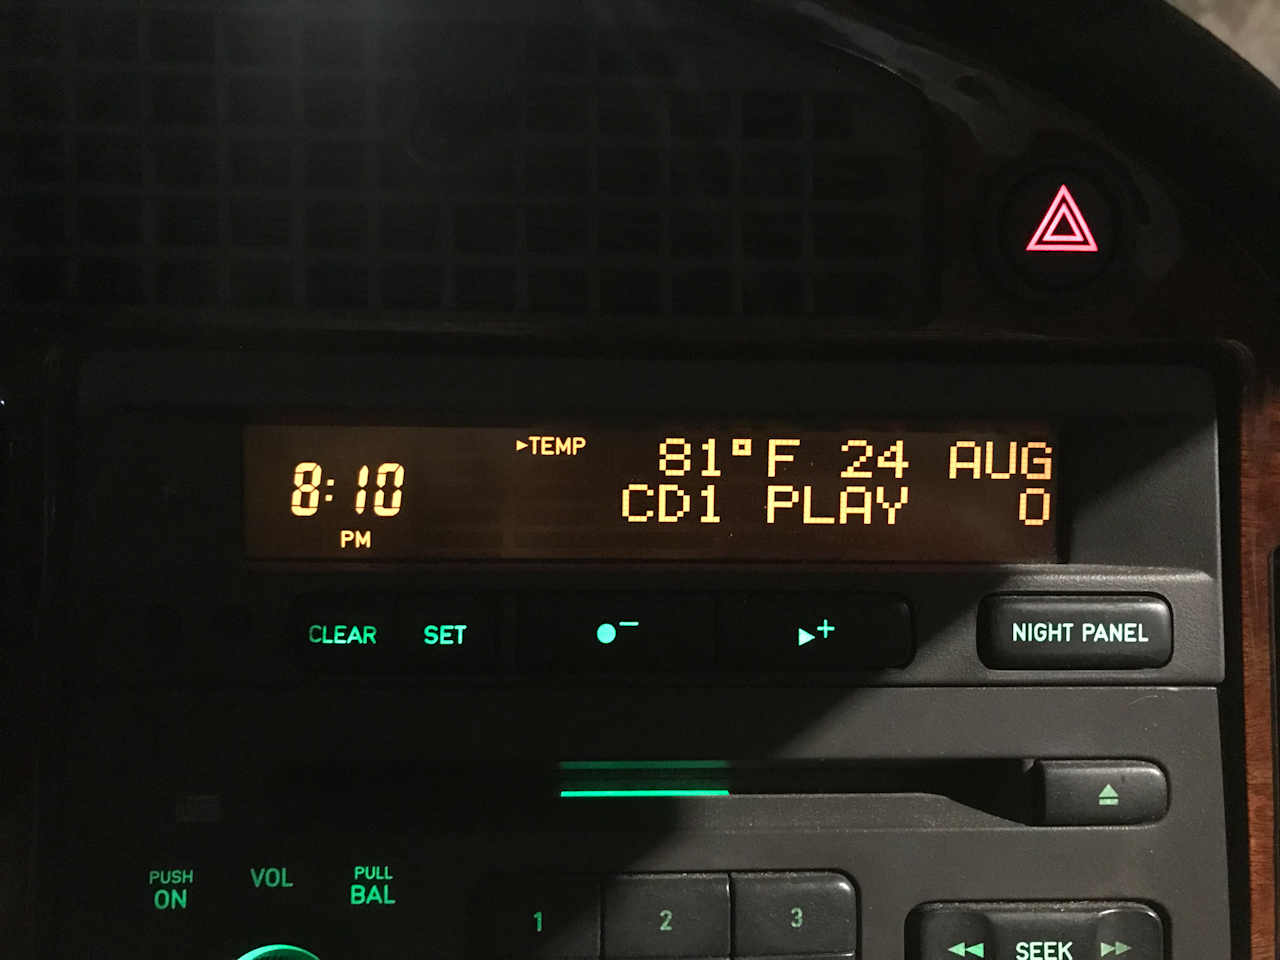 ▸TEMP 81°F 24 AUG
8:10 CD1 PLAY 0
PM
CLEAR SET ●− ▸+ NIGHT PANEL
PUSH ON
VOL
PULL BAL
1 2 3
SEEK